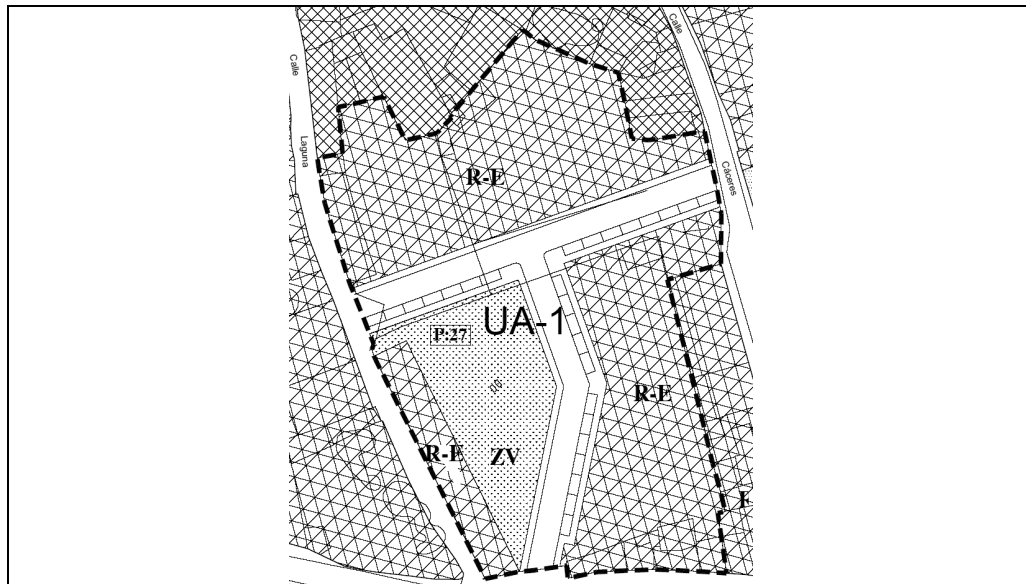 Calle
Calle
Laguna
Cáceres
R-E
UA-1
P:27
R-E
R-E
ZV